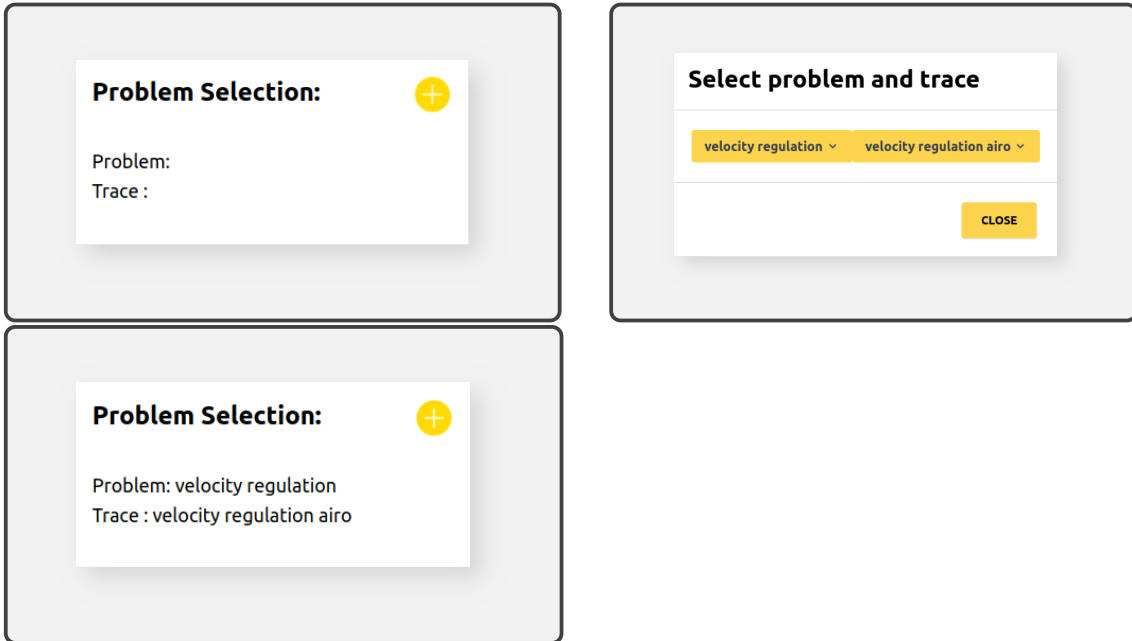 Problem Selection:
Problem:
Trace :
Select problem and trace
velocity regulation
velocity regulation airo
CLOSE
Problem Selection:
Problem: velocity regulation
Trace : velocity regulation airo